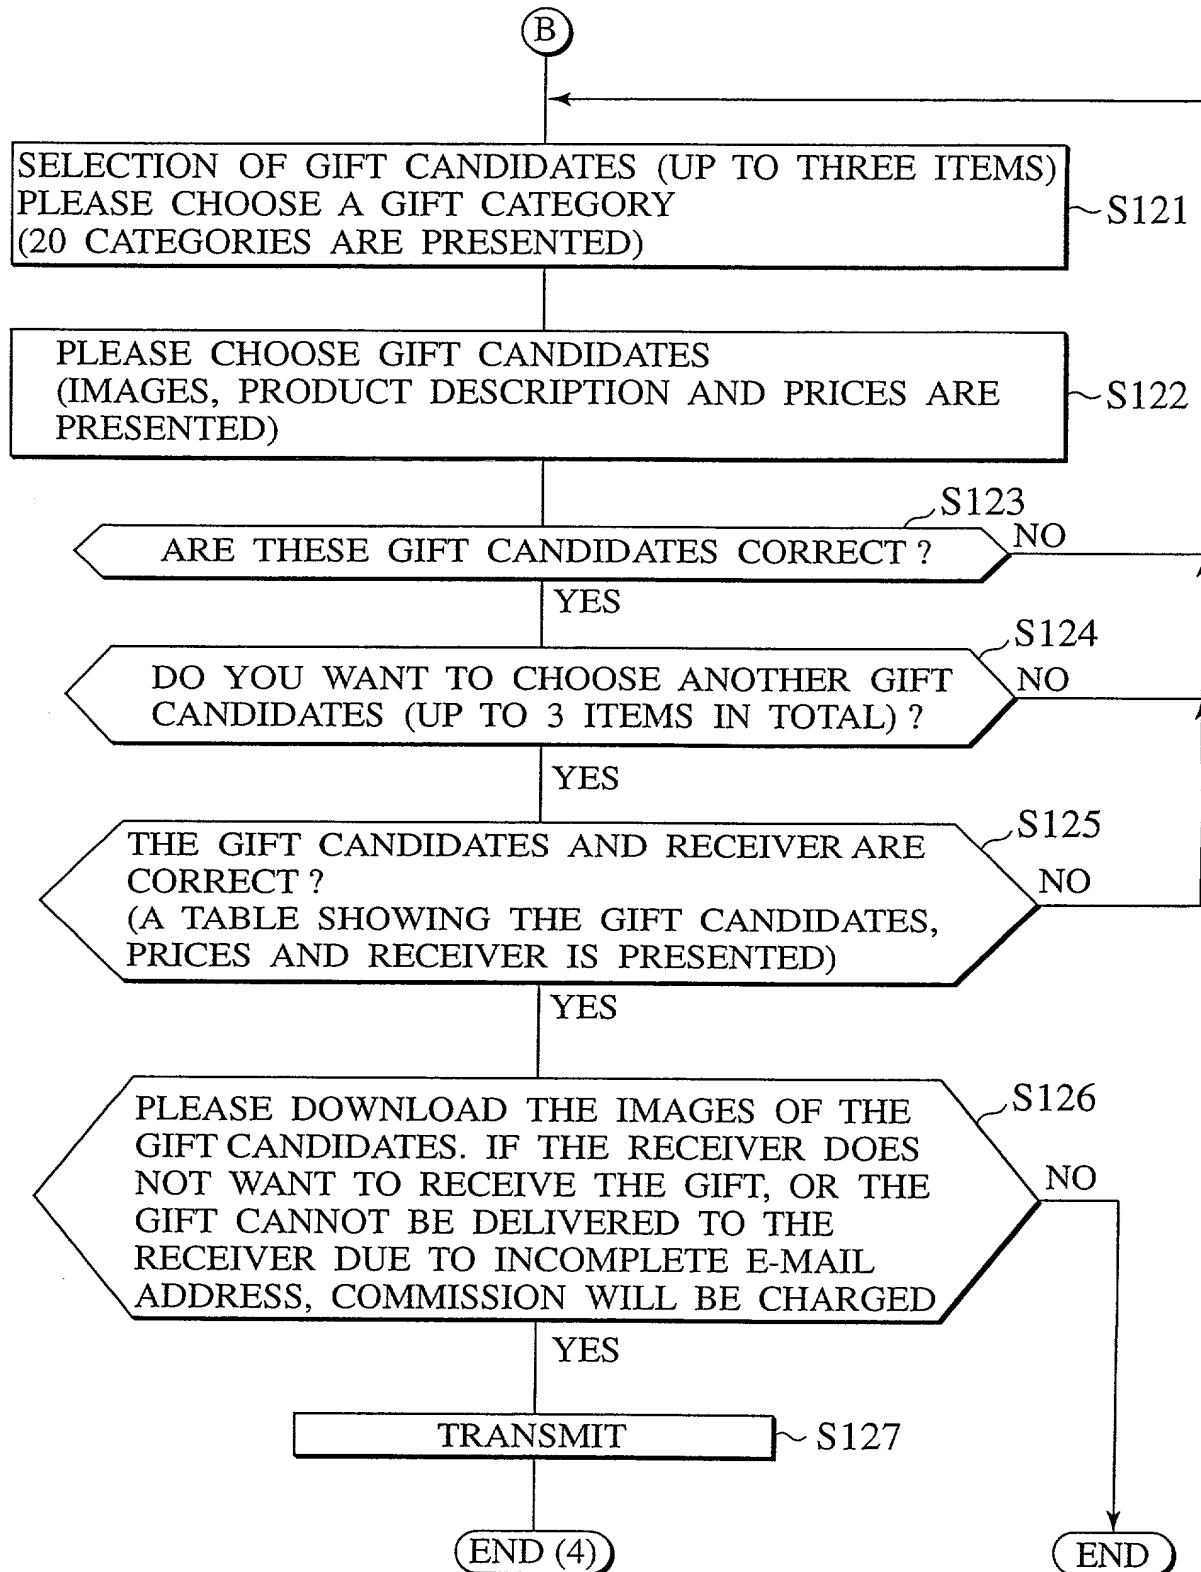 B
SELECTION OF GIFT CANDIDATES (UP TO THREE ITEMS)
PLEASE CHOOSE A GIFT CATEGORY
(20 CATEGORIES ARE PRESENTED)
S121
PLEASE CHOOSE GIFT CANDIDATES
(IMAGES, PRODUCT DESCRIPTION AND PRICES ARE
PRESENTED)
S122
S123
ARE THESE GIFT CANDIDATES CORRECT ?
NO
YES
S124
DO YOU WANT TO CHOOSE ANOTHER GIFT
CANDIDATES (UP TO 3 ITEMS IN TOTAL) ?
NO
YES
S125
THE GIFT CANDIDATES AND RECEIVER ARE
CORRECT ?
(A TABLE SHOWING THE GIFT CANDIDATES,
PRICES AND RECEIVER IS PRESENTED)
NO
YES
S126
PLEASE DOWNLOAD THE IMAGES OF THE
GIFT CANDIDATES. IF THE RECEIVER DOES
NOT WANT TO RECEIVE THE GIFT, OR THE
GIFT CANNOT BE DELIVERED TO THE
RECEIVER DUE TO INCOMPLETE E-MAIL
ADDRESS, COMMISSION WILL BE CHARGED
NO
YES
TRANSMIT
S127
END (4)
END